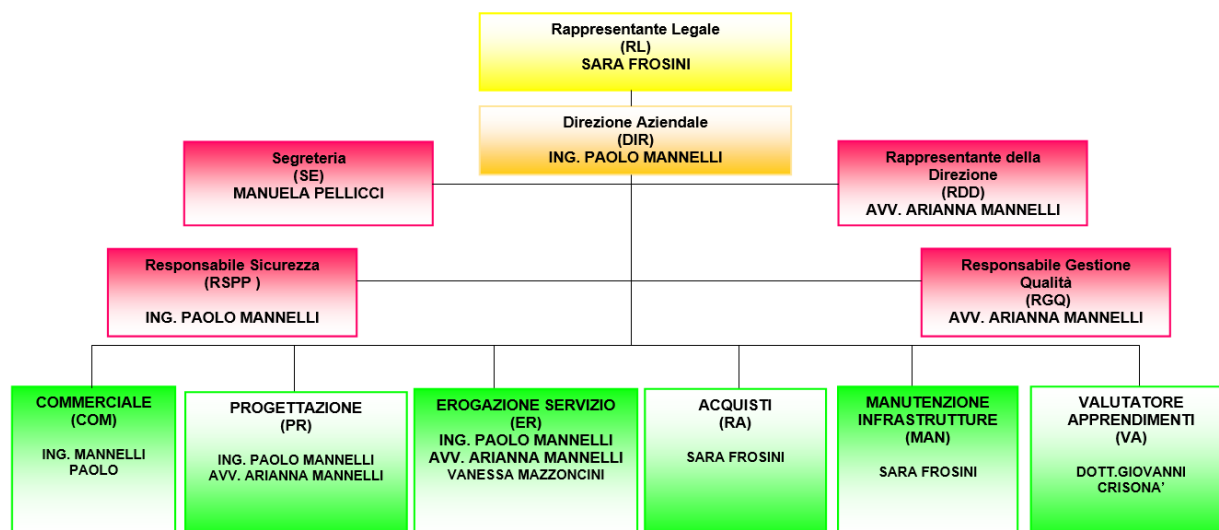 Rappresentante Legale
(RL)
SARA FROSINI
Direzione Aziendale
(DIR)
ING. PAOLO MANNELLI
Segreteria
(SE)
MANUELA PELLICCI
Rappresentante della
Direzione
(RDD)
AVV. ARIANNA MANNELLI
Responsabile Sicurezza
(RSPP )
ING. PAOLO MANNELLI
Responsabile Gestione
Qualità
(RGQ)
AVV. ARIANNA MANNELLI
COMMERCIALE
(COM)
ING. MANNELLI
PAOLO
PROGETTAZIONE
(PR)
ING. PAOLO MANNELLI
AVV. ARIANNA MANNELLI
EROGAZIONE SERVIZIO
(ER)
ING. PAOLO MANNELLI
AVV. ARIANNA MANNELLI
VANESSA MAZZONCINI
ACQUISTI
(RA)
SARA FROSINI
MANUTENZIONE
INFRASTRUTTURE
(MAN)
SARA FROSINI
VALUTATORE
APPRENDIMENTI
(VA)
DOTT.GIOVANNI
CRISONA’